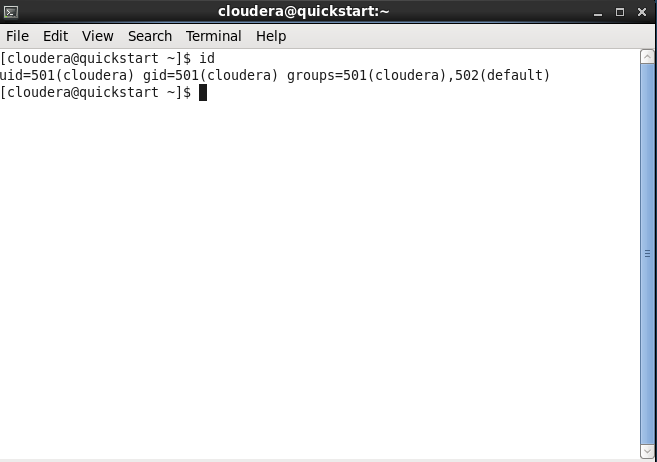 cloudera@quickstart:~
File Edit View Search Terminal Help
[cloudera@quickstart ~]$ id
uid=501(cloudera) gid=501(cloudera) groups=501(cloudera),502(default)
[cloudera@quickstart ~]$